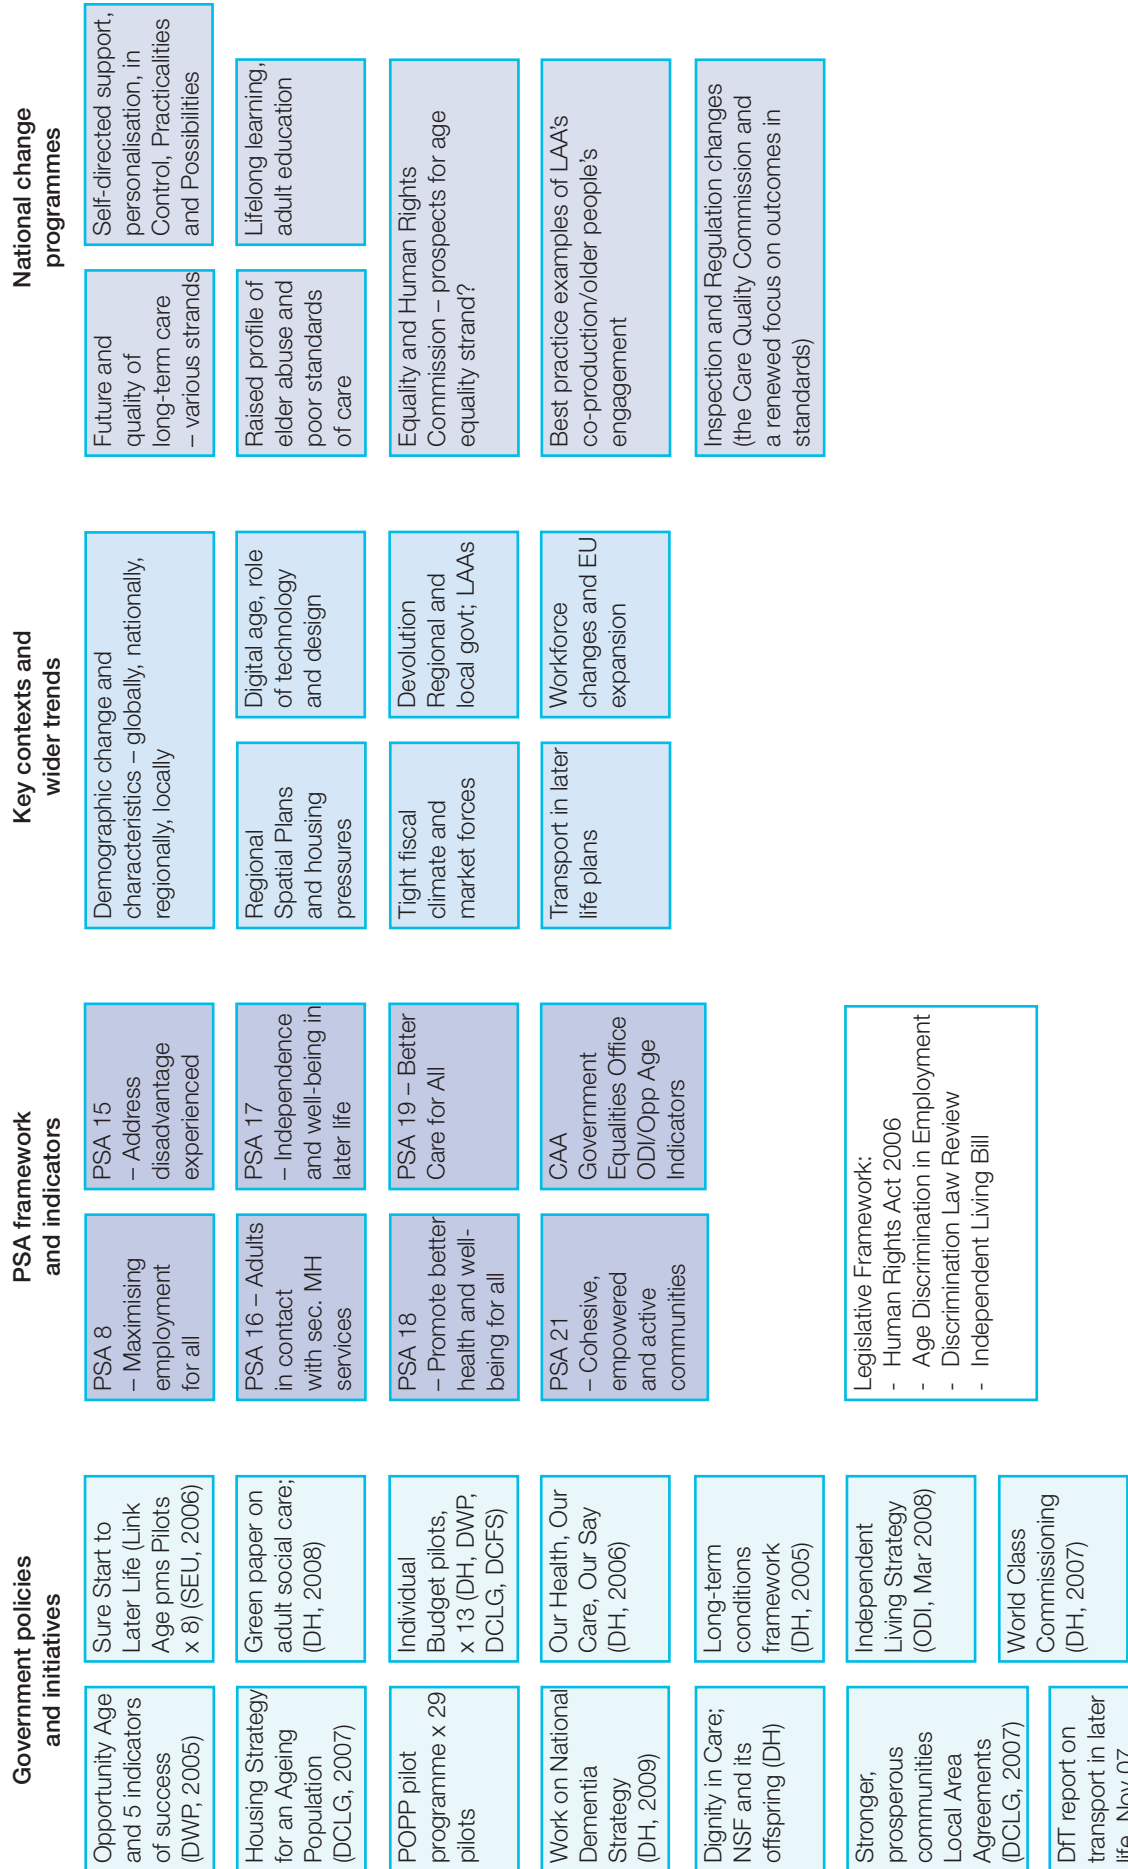 Government policies
and initiatives
Opportunity Age
and 5 indicators
of success
(DWP, 2005)
Sure Start to
Later Life (Link
Age pms Pilots
x 8) (SEU, 2006)
Housing Strategy
for an Ageing
Population
(DCLG, 2007)
Green paper on
adult social care;
(DH, 2008)
POPP pilot
programme x 29
pilots
Individual
Budget pilots,
x 13 (DH, DWP,
DCLG, DCFS)
Work on National
Dementia
Strategy
(DH, 2009)
Our Health, Our
Care, Our Say
(DH, 2006)
Dignity in Care;
NSF and its
offspring (DH)
Long-term
conditions
framework
(DH, 2005)
Stronger,
prosperous
communities
Local Area
Agreements
(DCLG, 2007)
Independent
Living Strategy
(ODI, Mar 2008)
DfT report on
transport in later
life, Nov 07
World Class
Commissioning
(DH, 2007)
PSA framework
and indicators
PSA 8
– Maximising
employment
for all
PSA 15
– Address
disadvantage
experienced
PSA 16 – Adults
in contact
with sec. MH
services
PSA 17
– Independence
and well-being in
later life
PSA 18
– Promote better
health and well-
being for all
PSA 19 – Better
Care for All
PSA 21
– Cohesive,
empowered
and active
communities
CAA
Government
Equalities Office
ODI/Opp Age
Indicators
Legislative Framework:
- Human Rights Act 2006
- Age Discrimination in Employment
- Discrimination Law Review
- Independent Living Bill
Key contexts and
wider trends
Demographic change and
characteristics – globally, nationally,
regionally, locally
Regional
Spatial Plans
and housing
pressures
Digital age, role
of technology
and design
Tight fiscal
climate and
market forces
Devolution
Regional and
local govt; LAAs
Transport in later
life plans
Workforce
changes and EU
expansion
National change
programmes
Future and
quality of
long-term care
– various strands
Self-directed support,
personalisation, in
Control, Practicalities
and Possibilities
Raised profile of
elder abuse and
poor standards
of care
Lifelong learning,
adult education
Equality and Human Rights
Commission – prospects for age
equality strand?
Best practice examples of LAA's
co-production/older people's
engagement
Inspection and Regulation changes
(the Care Quality Commission and
a renewed focus on outcomes in
standards)